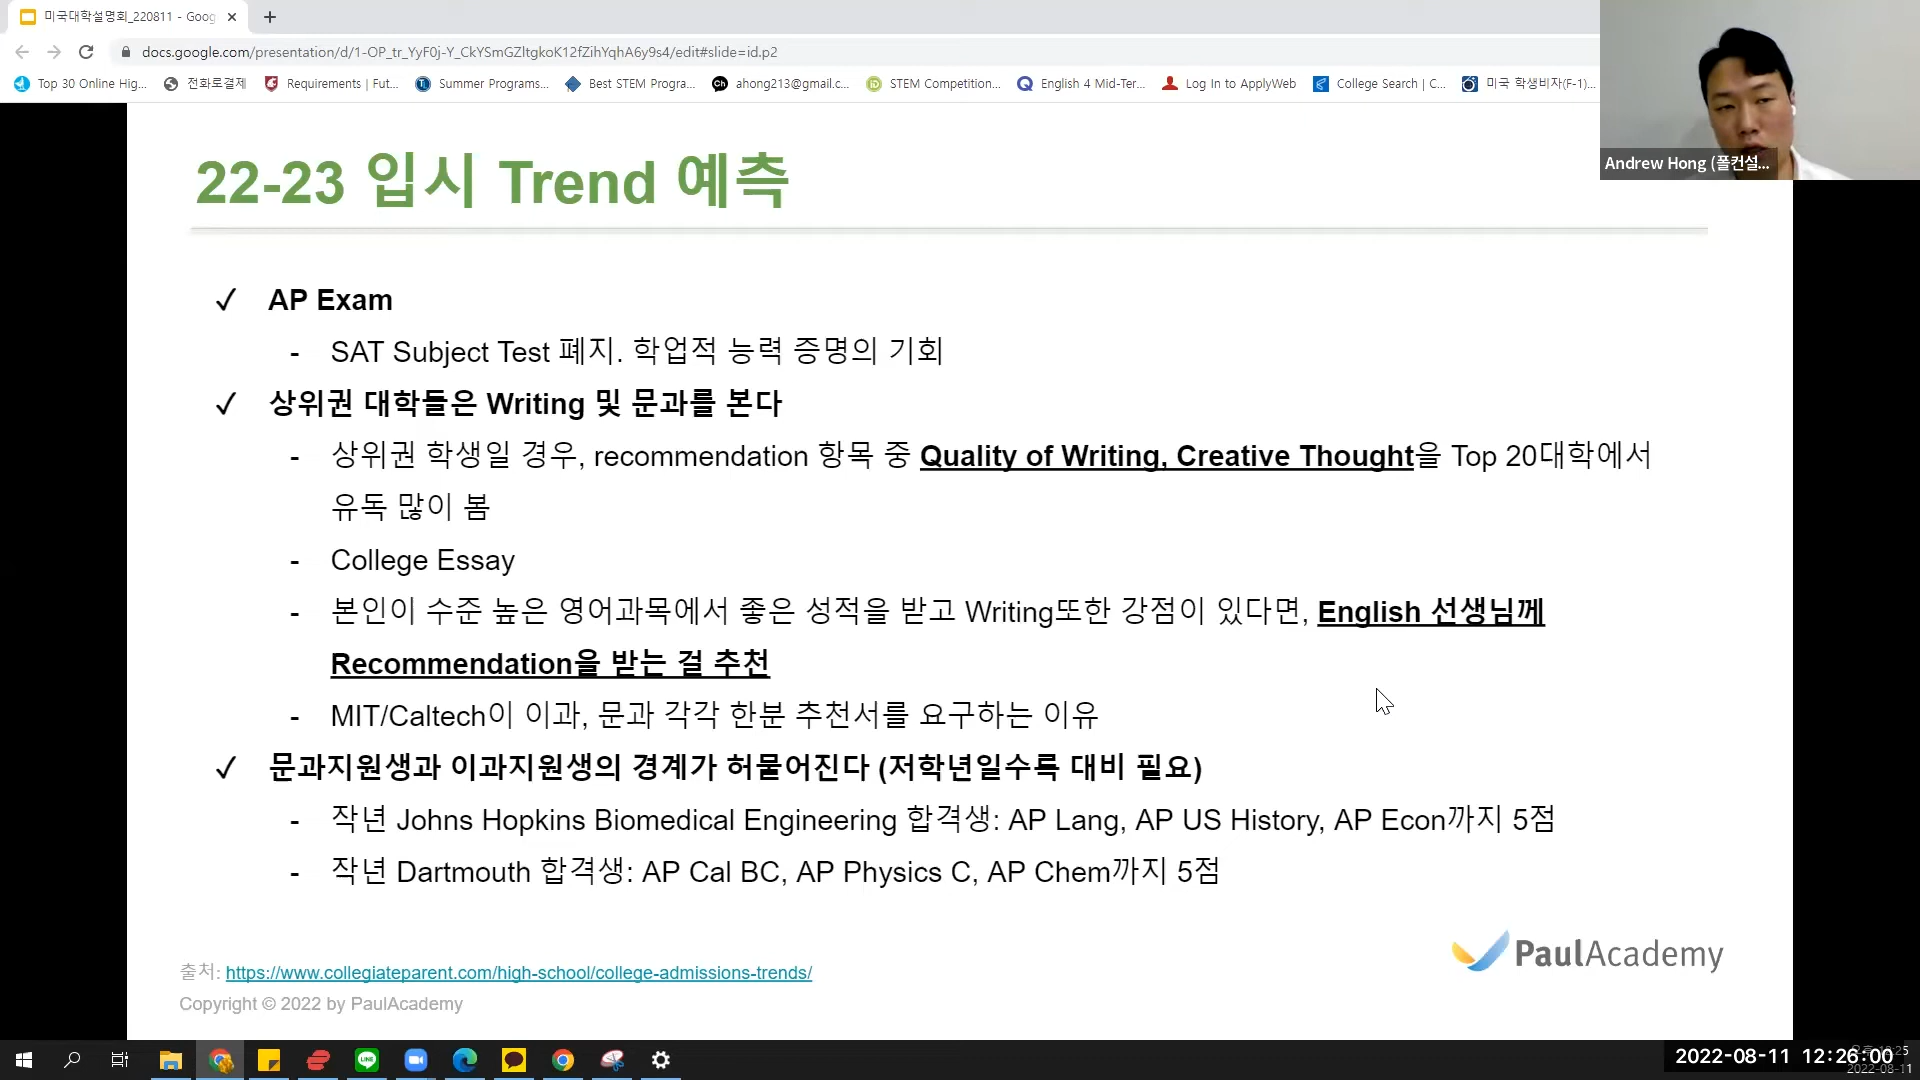 미국대학설명회_220811 - Goog
docs.google.com/presentation/d/1-OP_tr_YyF0j-Y_CkYSmGZltgkoK12fZihYqhA6y9s4/edit#slide=id.p2
Top 30 Online Hig... 전화로결제 Requirements | Fut... Summer Programs... Best STEM Progra... ahong213@gmail.c... STEM Competition... English 4 Mid-Ter... Log In to ApplyWeb College Search | C... 미국 학생비자(F-1)...
Andrew Hong (폴컨설...
22-23 입시 Trend 예측
✓ AP Exam
- SAT Subject Test 폐지. 학업적 능력 증명의 기회
✓ 상위권 대학들은 Writing 및 문과를 본다
- 상위권 학생일 경우, recommendation 항목 중 Quality of Writing, Creative Thought을 Top 20대학에서
유독 많이 봄
- College Essay
- 본인이 수준 높은 영어과목에서 좋은 성적을 받고 Writing또한 강점이 있다면, English 선생님께
Recommendation을 받는 걸 추천
- MIT/Caltech이 이과, 문과 각각 한분 추천서를 요구하는 이유
✓ 문과지원생과 이과지원생의 경계가 허물어진다 (저학년일수록 대비 필요)
- 작년 Johns Hopkins Biomedical Engineering 합격생: AP Lang, AP US History, AP Econ까지 5점
- 작년 Dartmouth 합격생: AP Cal BC, AP Physics C, AP Chem까지 5점
PaulAcademy
출처: https://www.collegiateparent.com/high-school/college-admissions-trends/
Copyright © 2022 by PaulAcademy
2022-08-11 12:26:00
2022-08-11